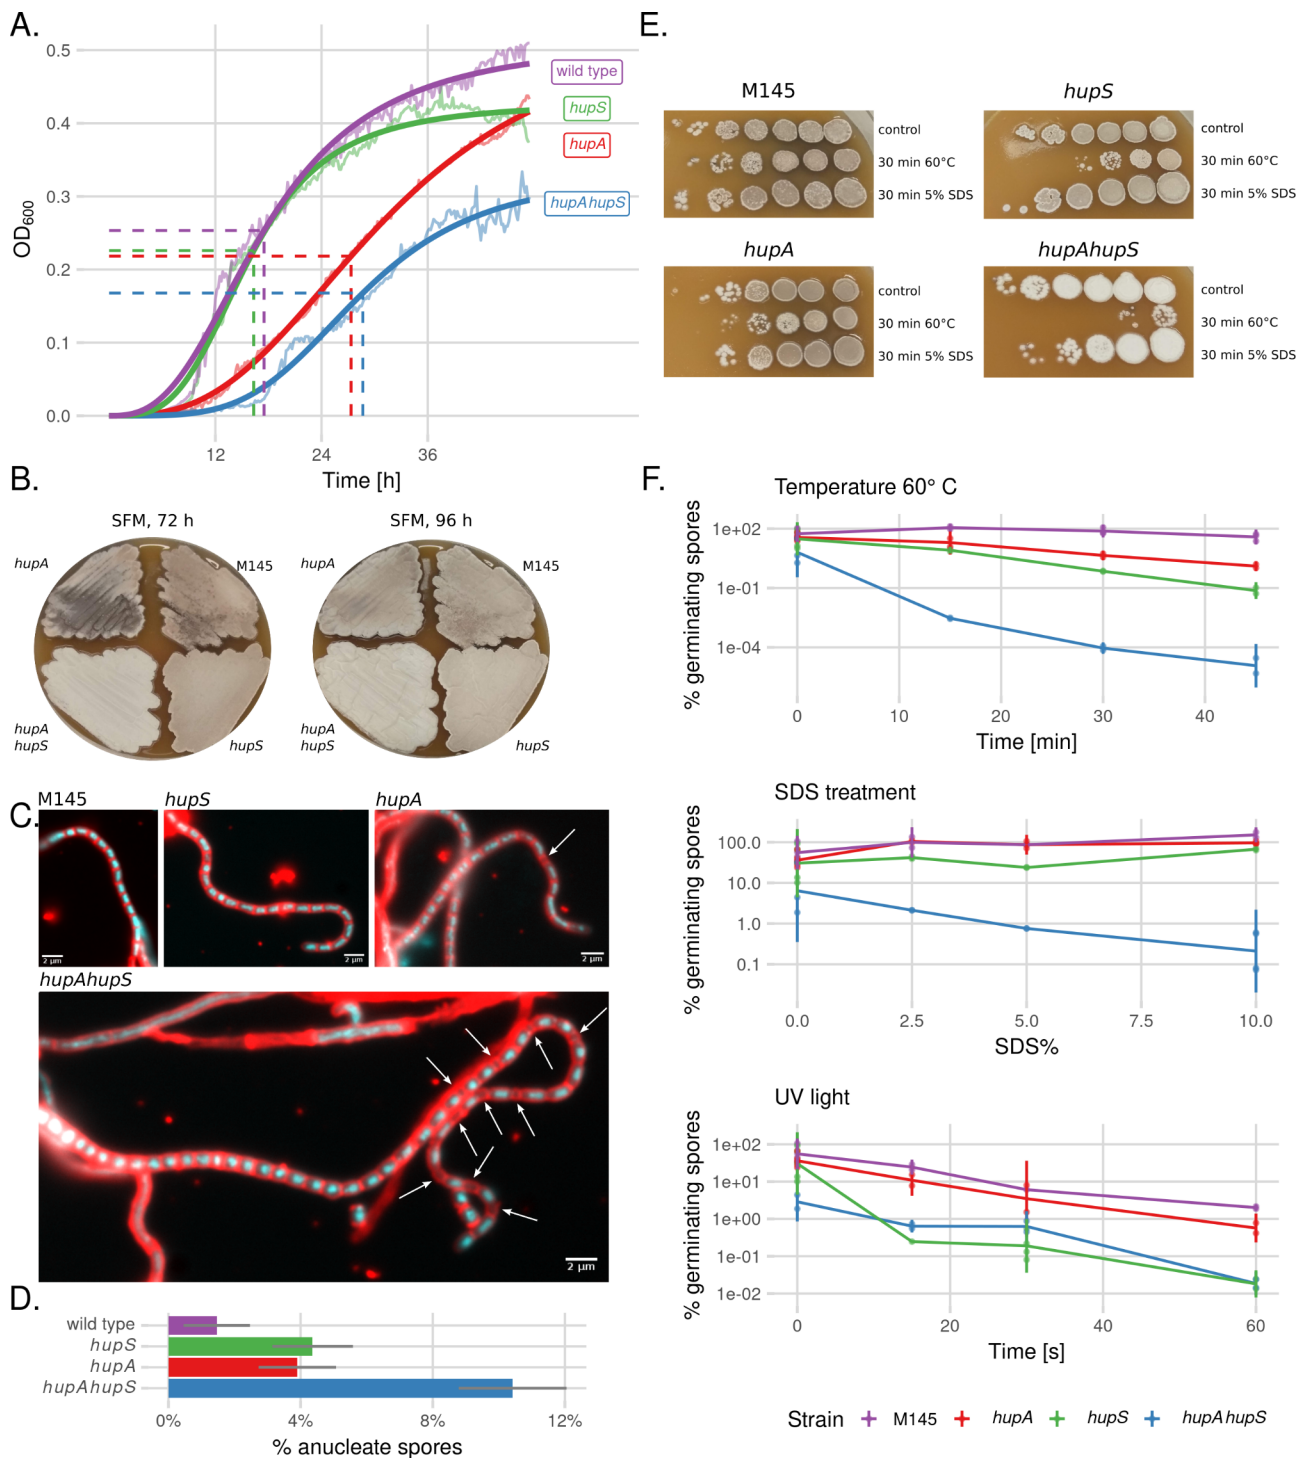 A.
0.5
0.4
0.3
0.2
0.1
0.0
OD600
12
24
36
Time [h]
wild type
hupS
hupA
hupAhupS
B.
SFM, 72 h
SFM, 96 h
hupA
M145
hupA
M145
hupA
hupS
hupS
hupA
hupS
hupS
C.
M145
hupS
hupA
2 µm
2 µm
2 µm
hupAhupS
2 µm
D.
wild type
hupS
hupA
hupAhupS
0%
4%
8%
12%
% anucleate spores
E.
M145
hupS
control
30 min 60°C
30 min 5% SDS
control
30 min 60°C
30 min 5% SDS
hupA
hupAhupS
control
30 min 60°C
30 min 5% SDS
control
30 min 60°C
30 min 5% SDS
F.
Temperature 60° C
% germinating spores
1e+02
1e-01
1e-04
0
10
20
30
40
Time [min]
SDS treatment
% germinating spores
100.0
10.0
1.0
0.1
0.0
2.5
5.0
7.5
10.0
SDS%
UV light
% germinating spores
1e+02
1e+01
1e+00
1e-01
1e-02
0
20
40
60
Time [s]
Strain M145 hupA hupS hupAhupS